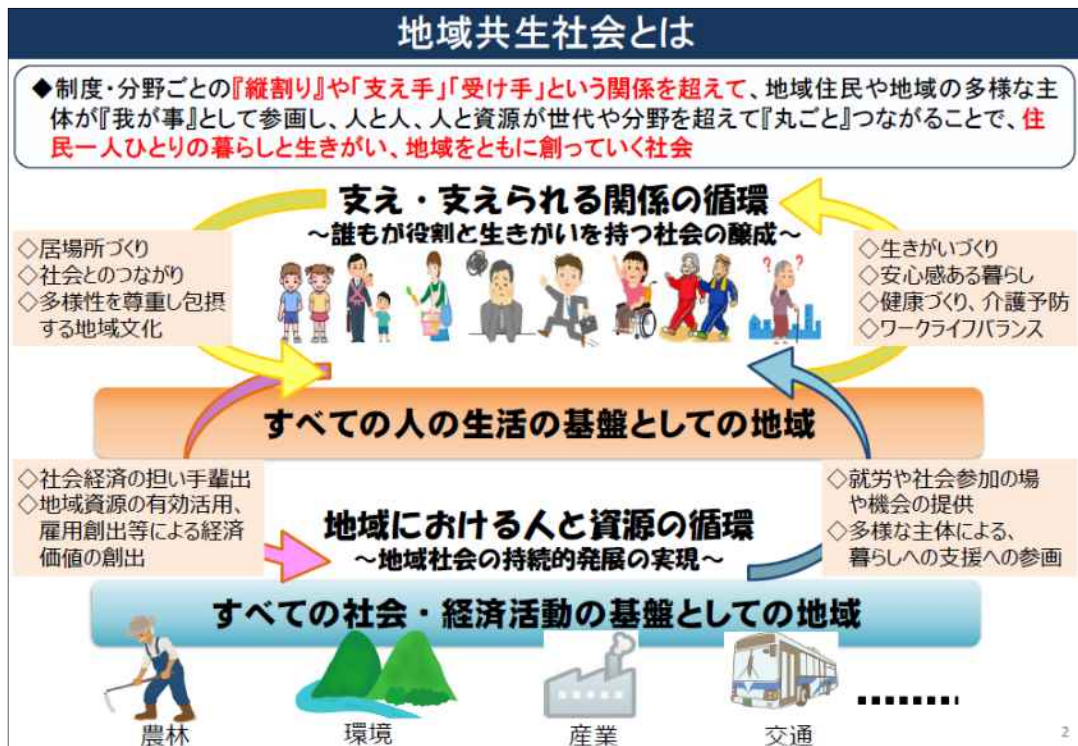 地域共生社会とは
◆制度・分野ごとの『縦割り』や「支え手」「受け手」という関係を超えて、地域住民や地域の多様な主
体が『我が事』として参画し、人と人、人と資源が世代や分野を超えて『丸ごと』つながることで、住
民一人ひとりの暮らしと生きがい、地域をともに創っていく社会
支え・支えられる関係の循環
～誰もが役割と生きがいを持つ社会の醸成～
◇居場所づくり
◇社会とのつながり
◇多様性を尊重し包摂
する地域文化
◇生きがいづくり
◇安心感ある暮らし
◇健康づくり、介護予防
◇ワークライフバランス
すべての人の生活の基盤としての地域
◇社会経済の担い手輩出
◇地域資源の有効活用、
雇用創出等による経済
価値の創出
地域における人と資源の循環
～地域社会の持続的発展の実現～
◇就労や社会参加の場
や機会の提供
◇多様な主体による、
暮らしへの支援への参画
すべての社会・経済活動の基盤としての地域
農林
環境
産業
交通
2